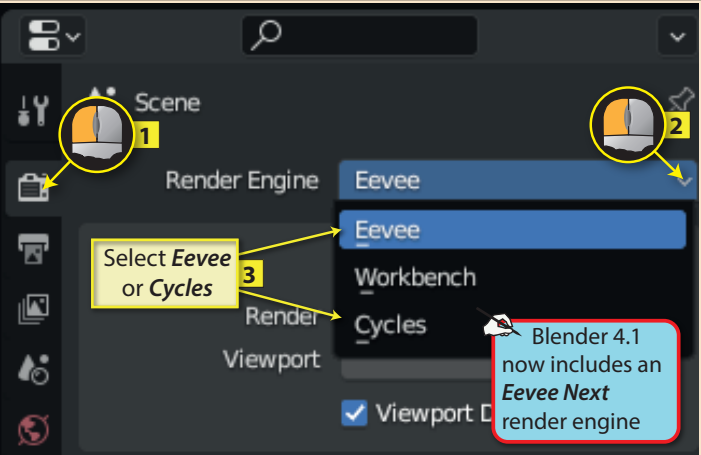 Scene
1
2
Render Engine
Eevee
Eevee
Select Eevee
or Cycles
3
Workbench
Render
Cycles
Viewport
Viewport D
Blender 4.1
now includes an
Eevee Next
render engine